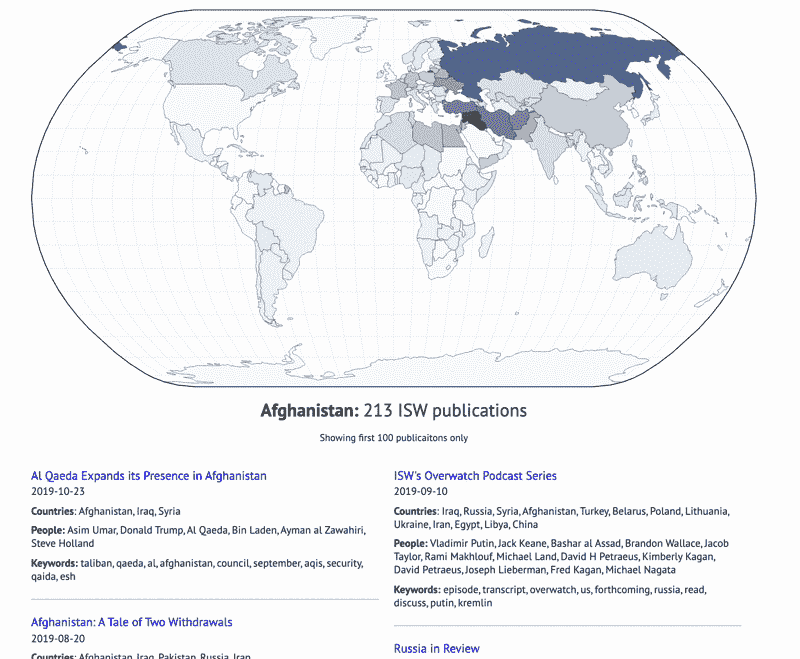 Afghanistan: 213 ISW publications
Showing first 100 publicaitons only
Al Qaeda Expands its Presence in Afghanistan
2019-10-23
Countries: Afghanistan, Iraq, Syria
People: Asim Umar, Donald Trump, Al Qaeda, Bin Laden, Ayman al Zawahiri,
Steve Holland
Keywords: taliban, qaeda, al, afghanistan, council, september, aqis, security,
qaida, esh
Afghanistan: A Tale of Two Withdrawals
2019-08-20
Countries: Afghanistan, Iraq, Pakistan, Russia, Iran
ISW's Overwatch Podcast Series
2019-09-10
Countries: Iraq, Russia, Syria, Afghanistan, Turkey, Belarus, Poland, Lithuania,
Ukraine, Iran, Egypt, Libya, China
People: Vladimir Putin, Jack Keane, Bashar al Assad, Brandon Wallace, Jacob
Taylor, Rami Makhlouf, Michael Land, David H Petraeus, Kimberly Kagan,
David Petraeus, Joseph Lieberman, Fred Kagan, Michael Nagata
Keywords: episode, transcript, overwatch, us, forthcoming, russia, read,
discuss, putin, kremlin
Russia in Review